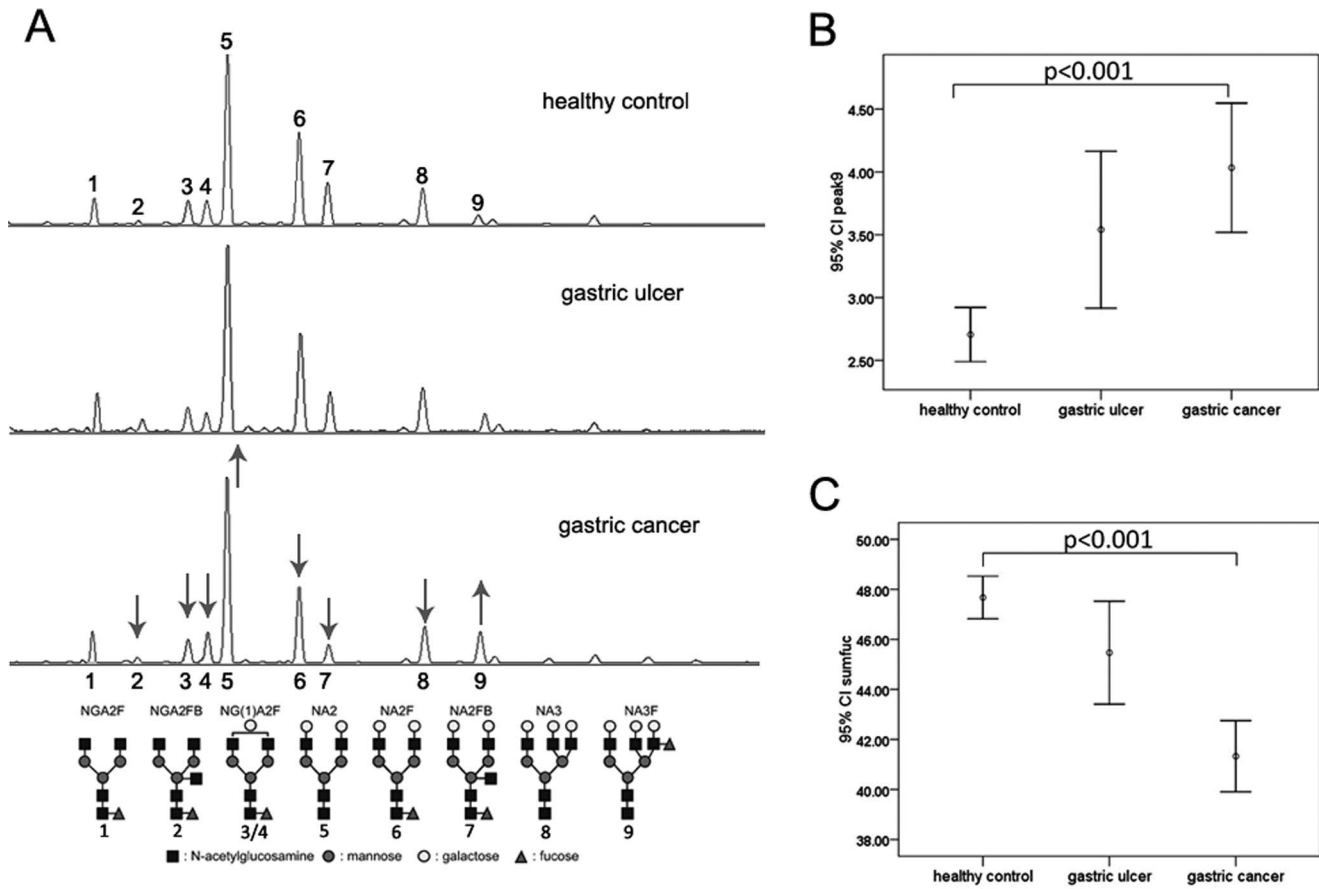 A
5
healthy control
6
7
1
2
3 4
8
9
gastric ulcer
gastric cancer
1 2 3 4 5 6 7 8 9
NGA2F NGA2FB NG(1)A2F NA2 NA2F NA2FB NA3 NA3F
1 2 3/4 5 6 7 8 9
: N-acetylglucosamine : mannose : galactose : fucose
B
p<0.001
4.50
4.00
3.50
3.00
2.50
95% CI peak9
healthy control gastric ulcer gastric cancer
C
p<0.001
50.00
48.00
46.00
44.00
42.00
40.00
38.00
95% CI sumfuc
healthy control gastric ulcer gastric cancer